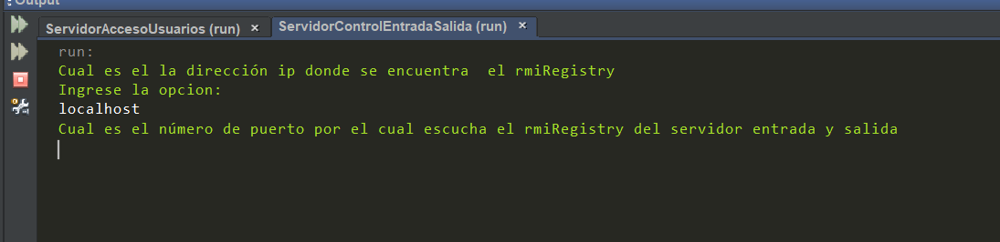 Output
ServidorAccesoUsuarios (run) × ServidorControlEntradaSalida (run) ×
run:
Cual es el la dirección ip donde se encuentra  el rmiRegistry
Ingrese la opcion:
localhost
Cual es el número de puerto por el cual escucha el rmiRegistry del servidor entrada y salida